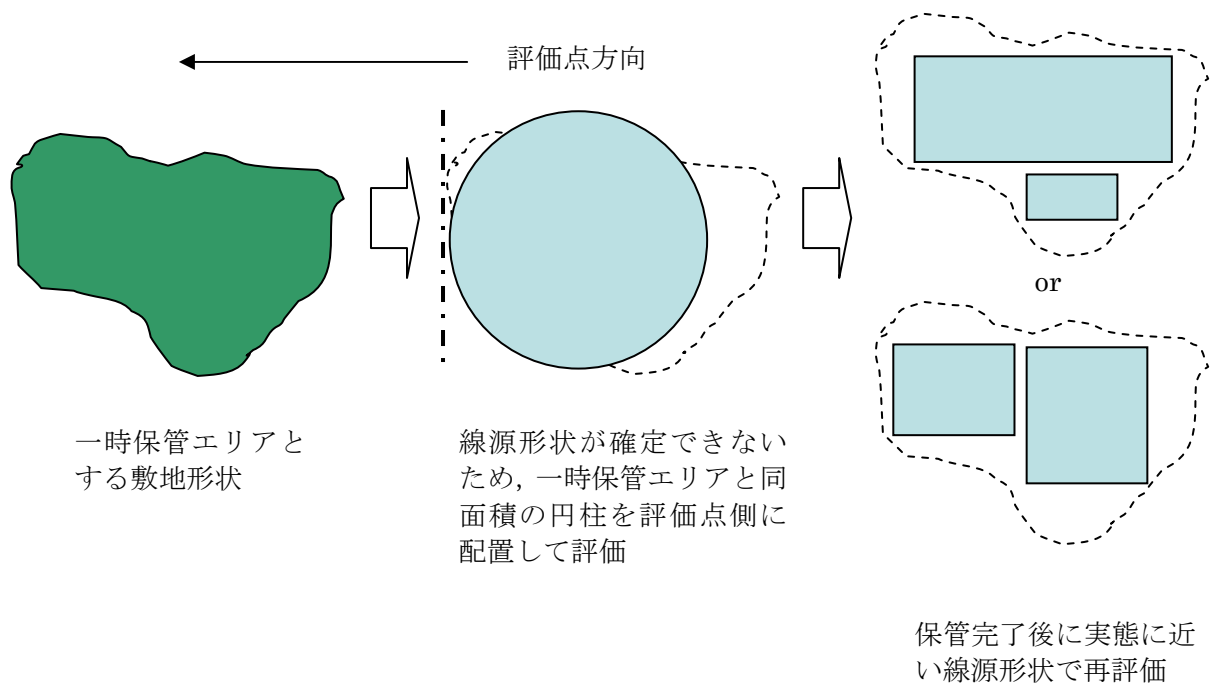 評価点方向
一時保管エリアと
する敷地形状
線源形状が確定できない
ため，一時保管エリアと同
面積の円柱を評価点側に
配置して評価
or
保管完了後に実態に近
い線源形状で再評価